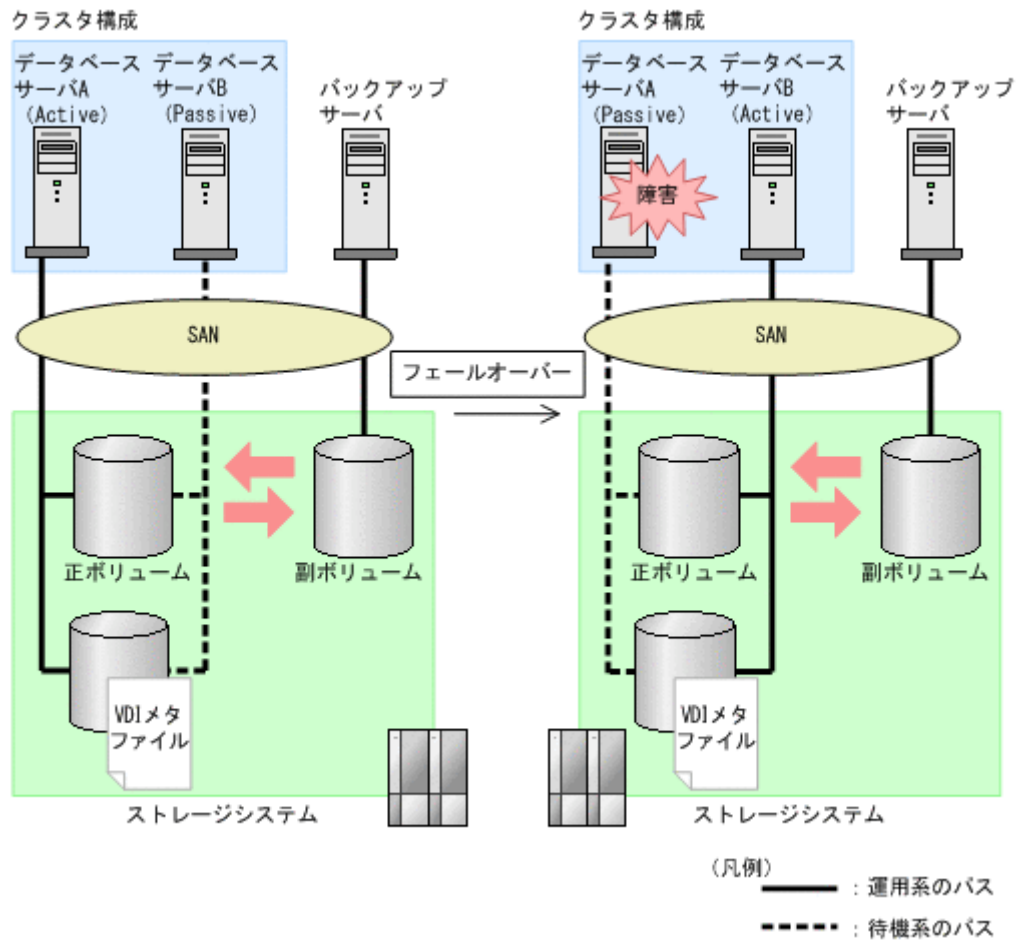 クラスタ構成
データベース
サーバA
(Active)
データベース
サーバB
(Passive)
バックアップ
サーバ
SAN
正ボリューム
副ボリューム
VDIメタ
ファイル
ストレージシステム
フェールオーバー
クラスタ構成
データベース
サーバA
(Passive)
障害
データベース
サーバB
(Active)
バックアップ
サーバ
SAN
正ボリューム
副ボリューム
VDIメタ
ファイル
ストレージシステム
(凡例)
：運用系のパス
：待機系のパス